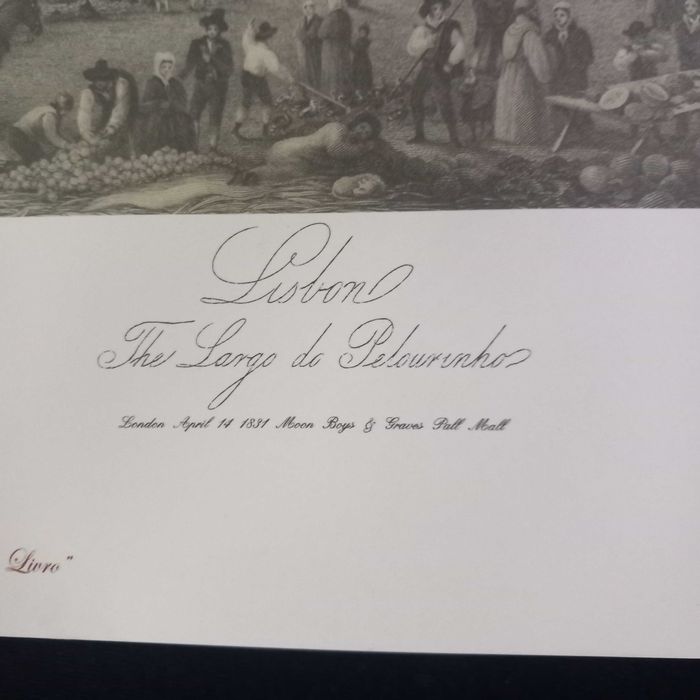 Lisbon
The Largo do Pelourinho
London April 14 1831 Moon Boys & Graves Pall Mall
Livro"